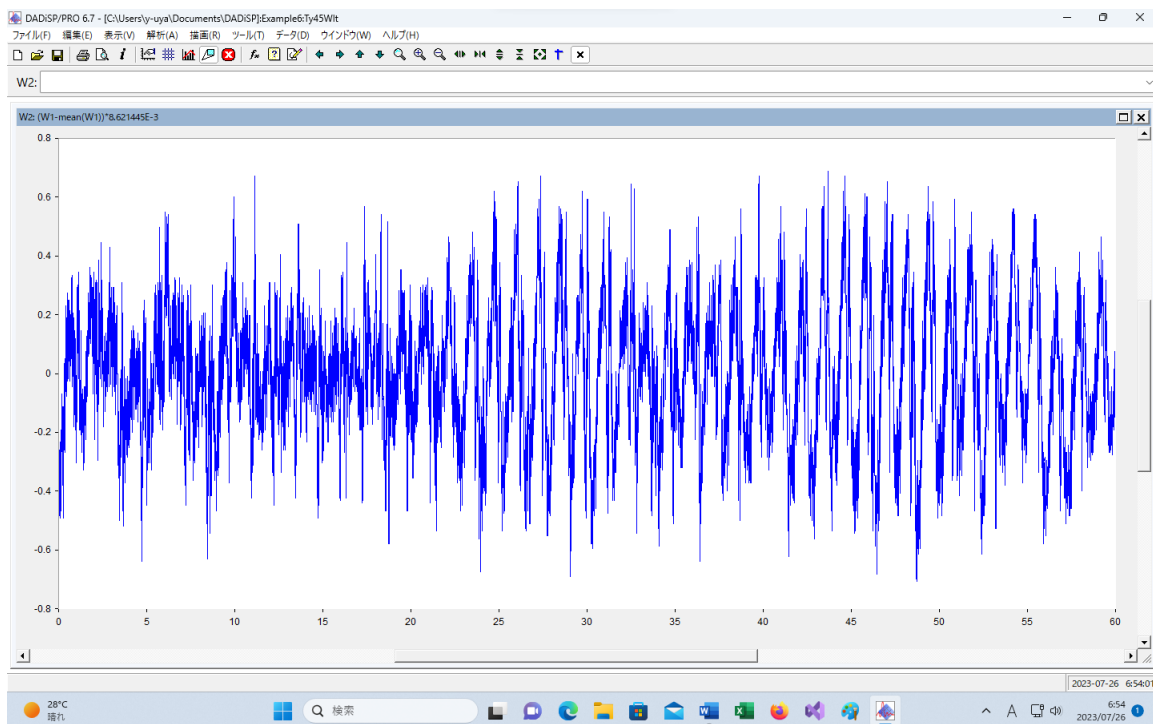 DADiSP/PRO 6.7 - [C:\Users\y-uya\Documents\DADiSP]:Example6:Ty45Wlt
ファイル(F) 編集(E) 表示(V) 解析(A) 描画(R) ツール(T) データ(D) ウインドウ(W) ヘルプ(H)
W2:
W2: (W1-mean(W1))*8.621445E-3
0.8
0.6
0.4
0.2
0
-0.2
-0.4
-0.6
-0.8
0 5 10 15 20 25 30 35 40 45 50 55 60
2023-07-26 6:54:01
28°C
晴れ
検索
A
6:54
2023/07/26
1